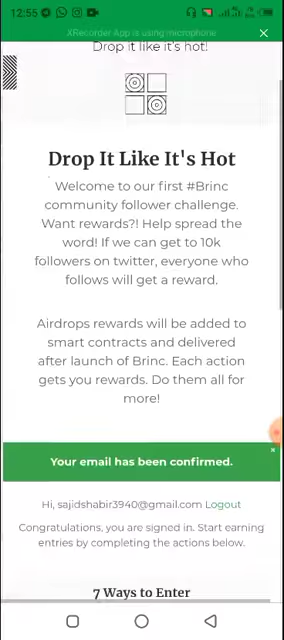 12:55
XRecorder App is using microphone
Drop it like it's hot!
Drop It Like It's Hot
Welcome to our first #Brinc
community follower challenge.
Want rewards?! Help spread the
word! If we can get to 10k
followers on twitter, everyone who
follows will get a reward.
Airdrops rewards will be added to
smart contracts and delivered
after launch of Brinc. Each action
gets you rewards. Do them all for
more!
Your email has been confirmed.
Hi, sajidshabir3940@gmail.com Logout
Congratulations, you are signed in. Start earning
entries by completing the actions below.
7 Ways to Enter